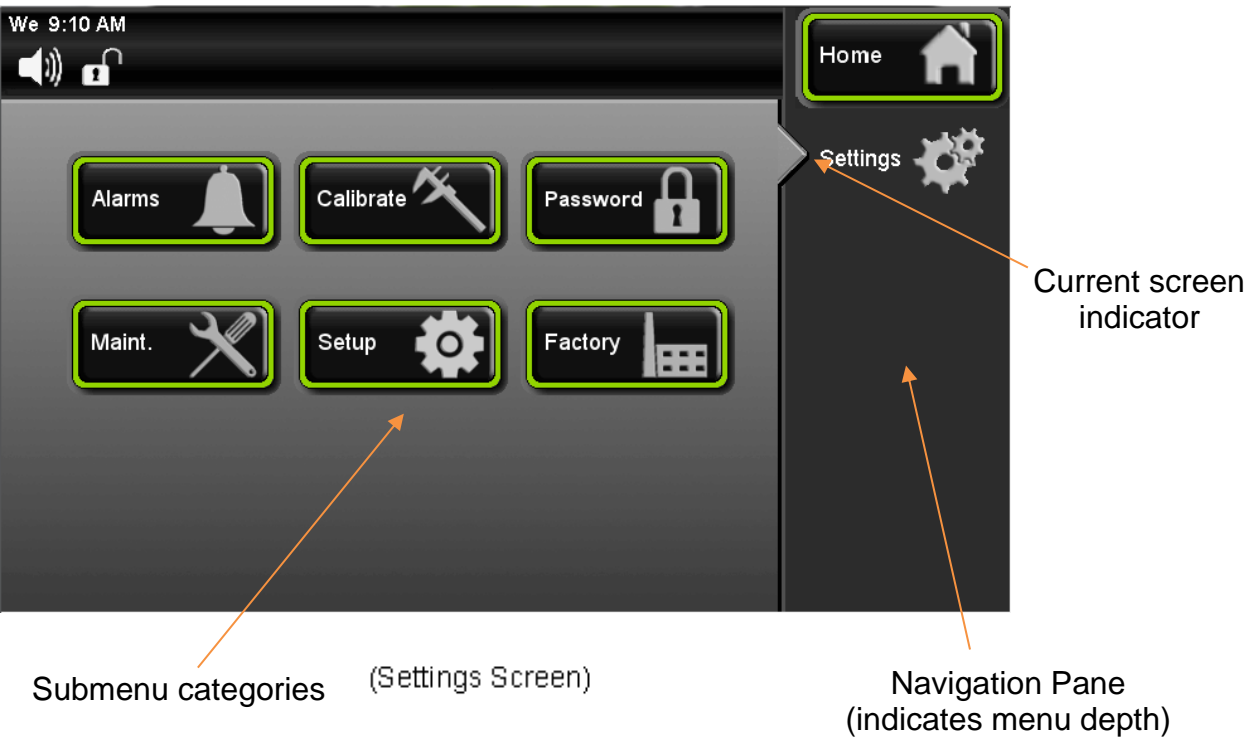 We 9:10 AM
Home
Settings
Alarms
Calibrate
Password
Maint.
Setup
Factory
Current screen
indicator
Submenu categories
(Settings Screen)
Navigation Pane
(indicates menu depth)